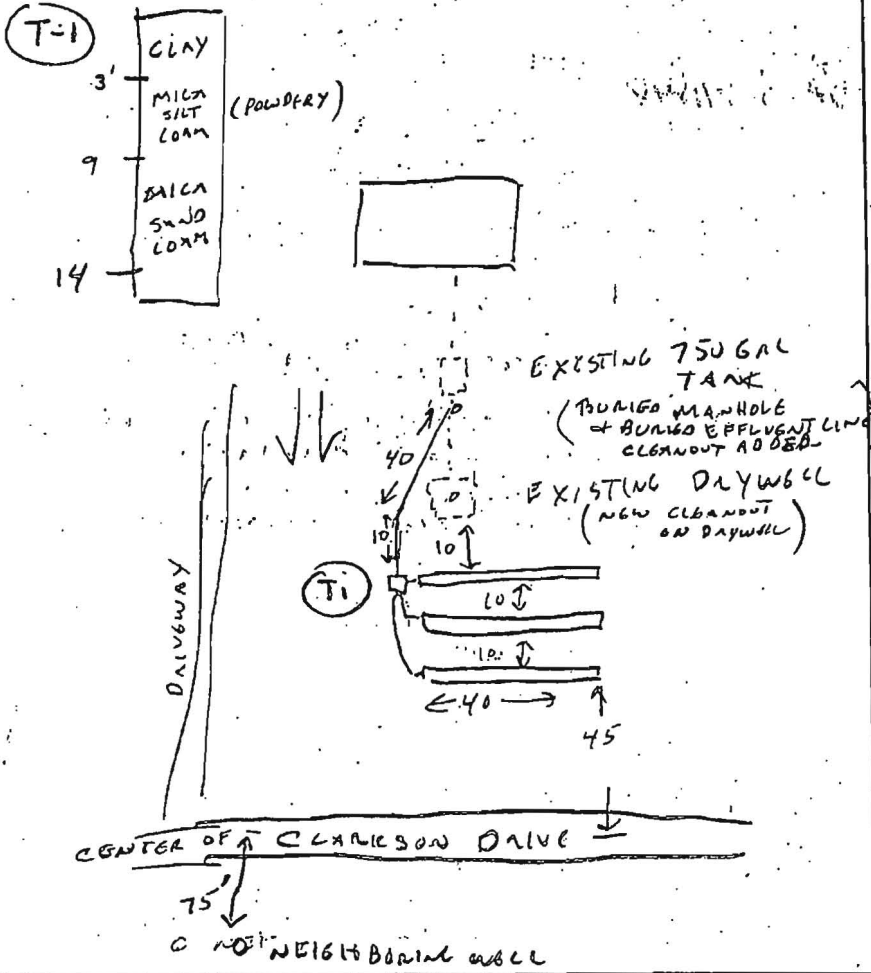 T-1
CLAY
3'
MICA
SILT
LOAM
(POWDERY)
9
MICA
SAND
LOAM
14
EXISTING 750 GAL
TANK
(BURIED MANHOLE
& BURIED EFFLUENT LINE
CLEANOUT ADDED
40
EXISTING DRYWELL
(NEW CLEANOUT
ON DRYWELL)
10
10
T1
10
10
40
45
DRIVEWAY
CENTER OF CLARKSON DRIVE
75'
NEIGHBORING WELL